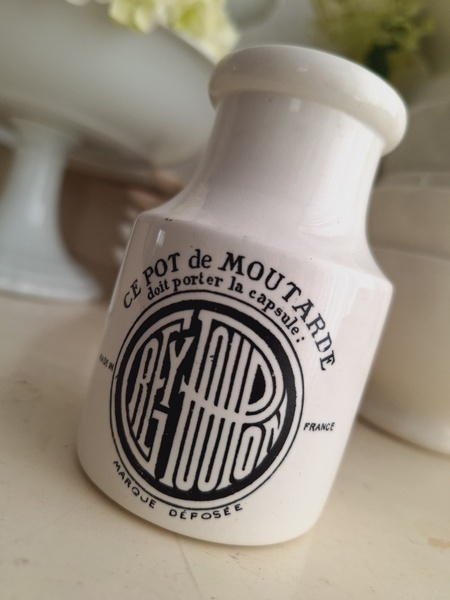 CE POT de MOUTARDE
doit porter la capsule:
GREY POUPON
MADE IN
FRANCE
MARQUE DÉPOSÉE